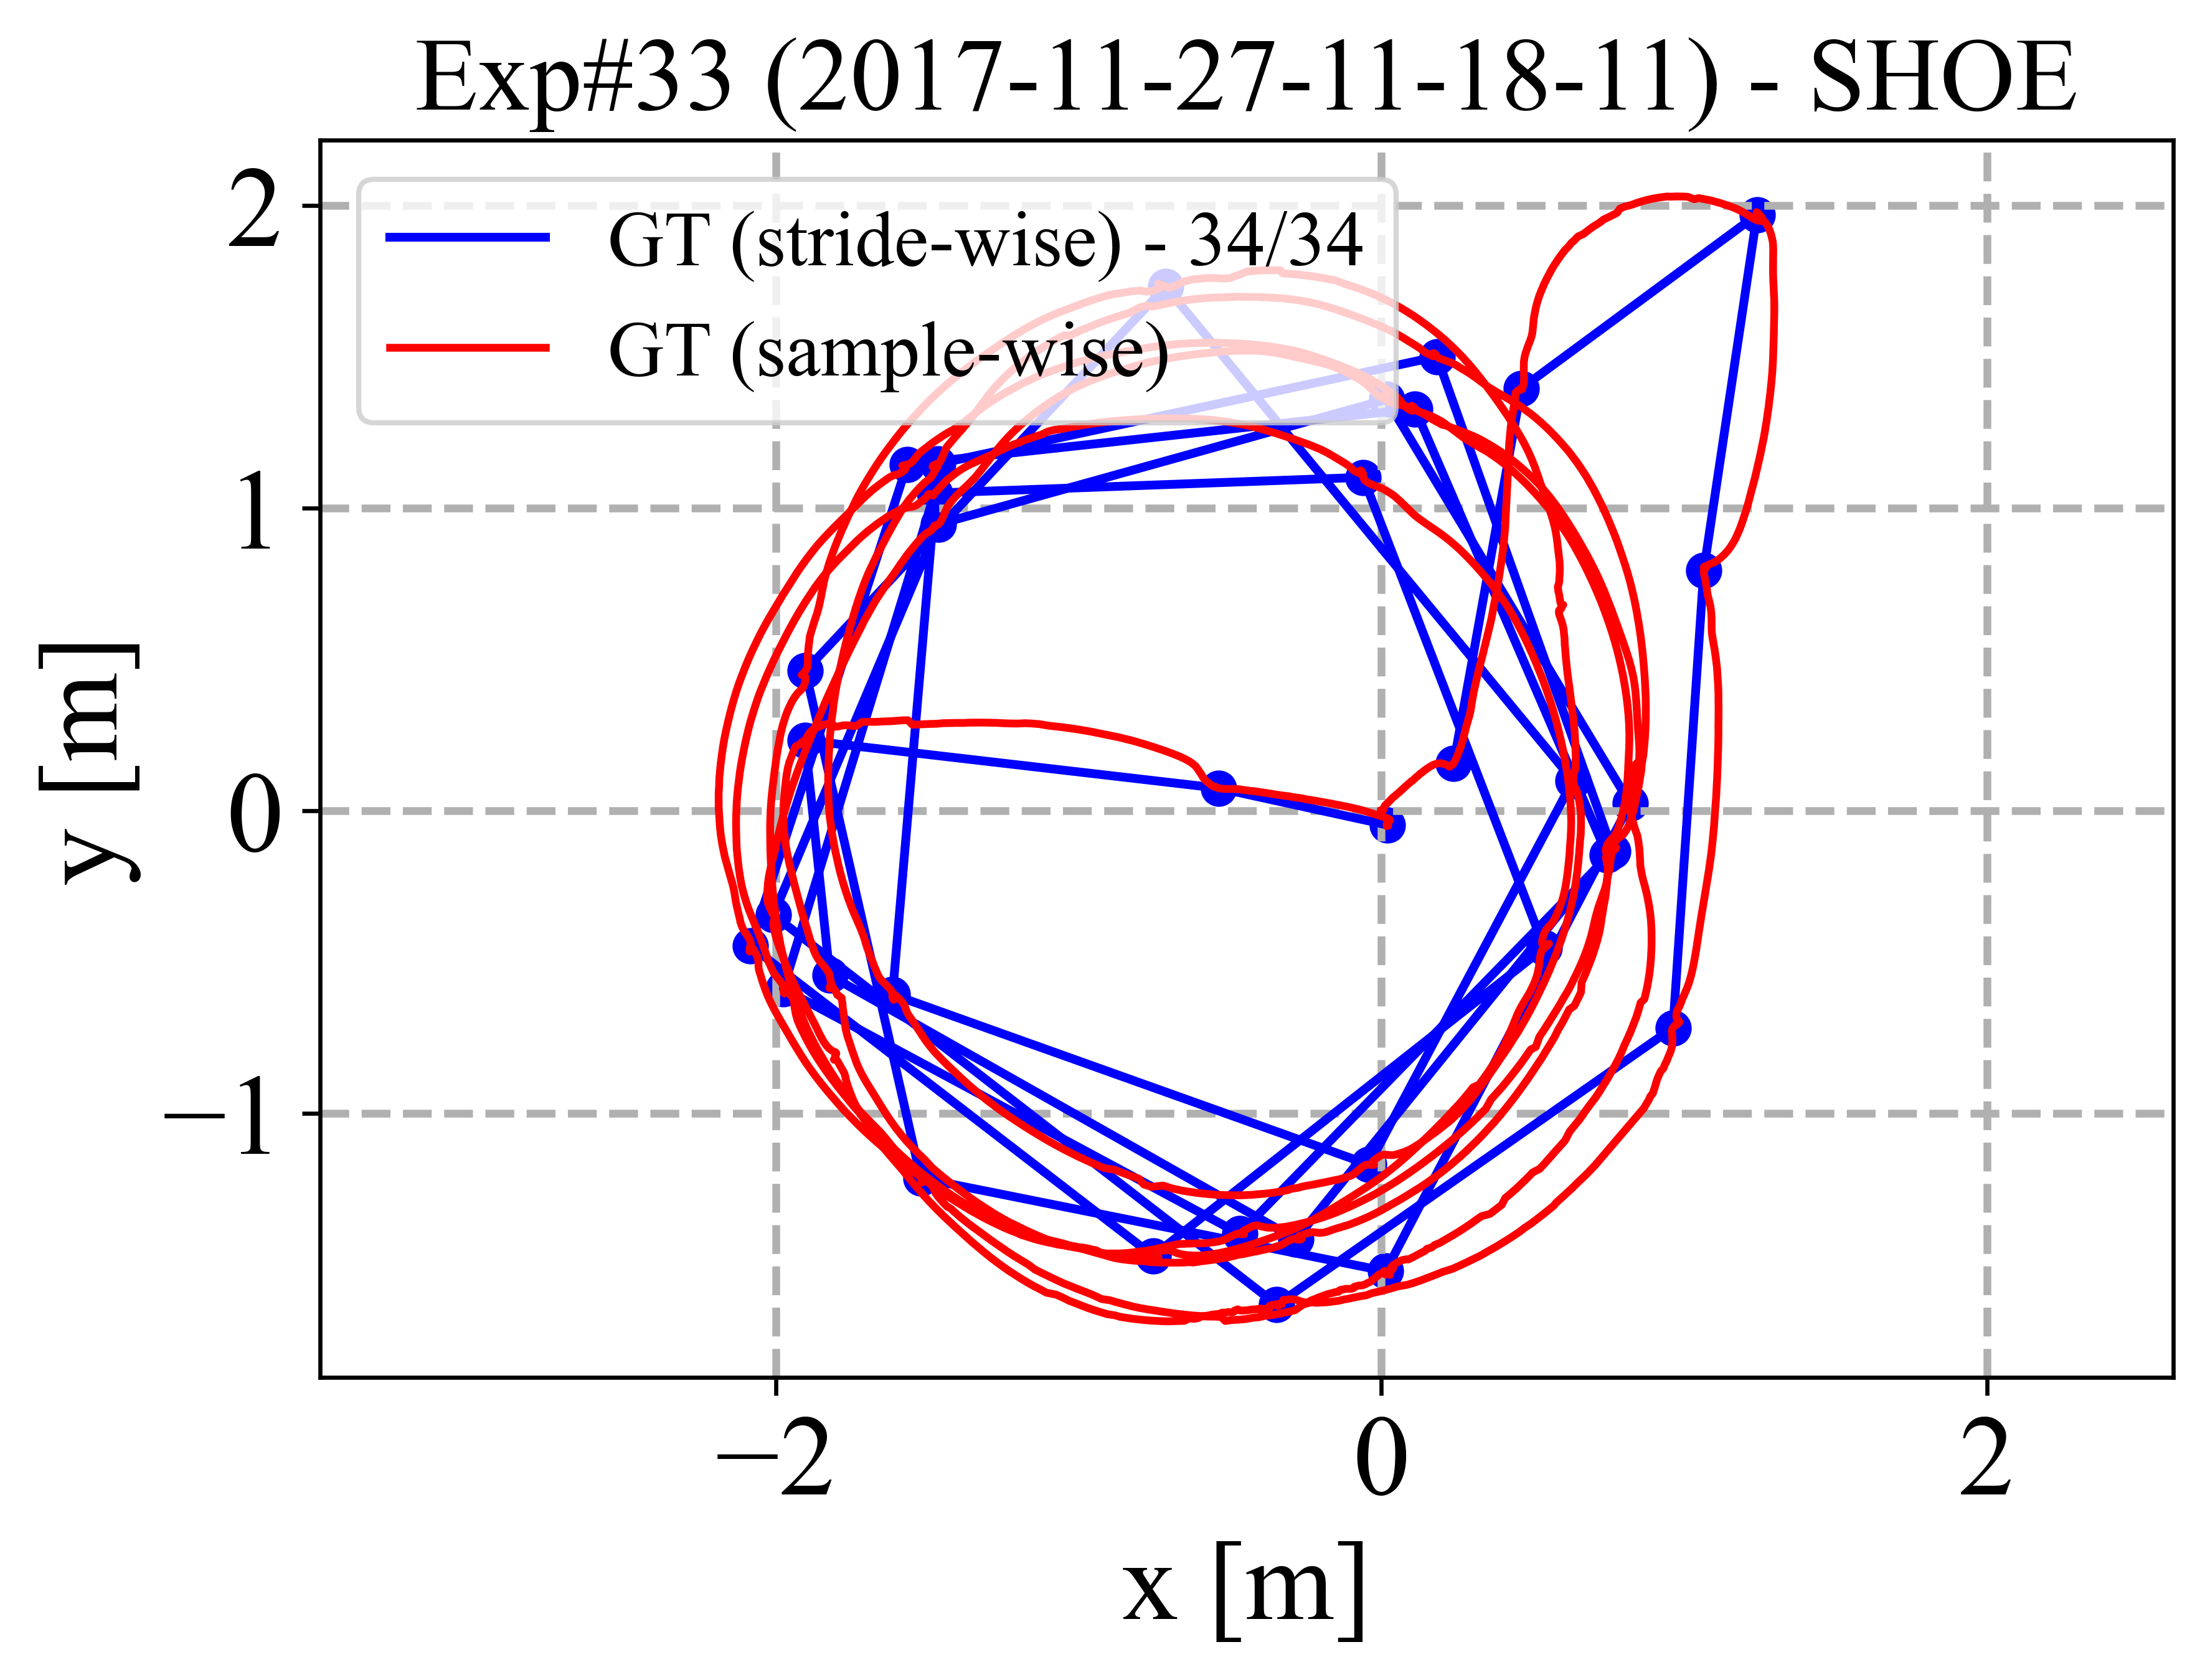 Exp#33 (2017-11-27-11-18-11) - SHOE
GT (stride-wise) - 34/34
GT (sample-wise)
2
1
0
−1
y [m]
−2 0 2
x [m]